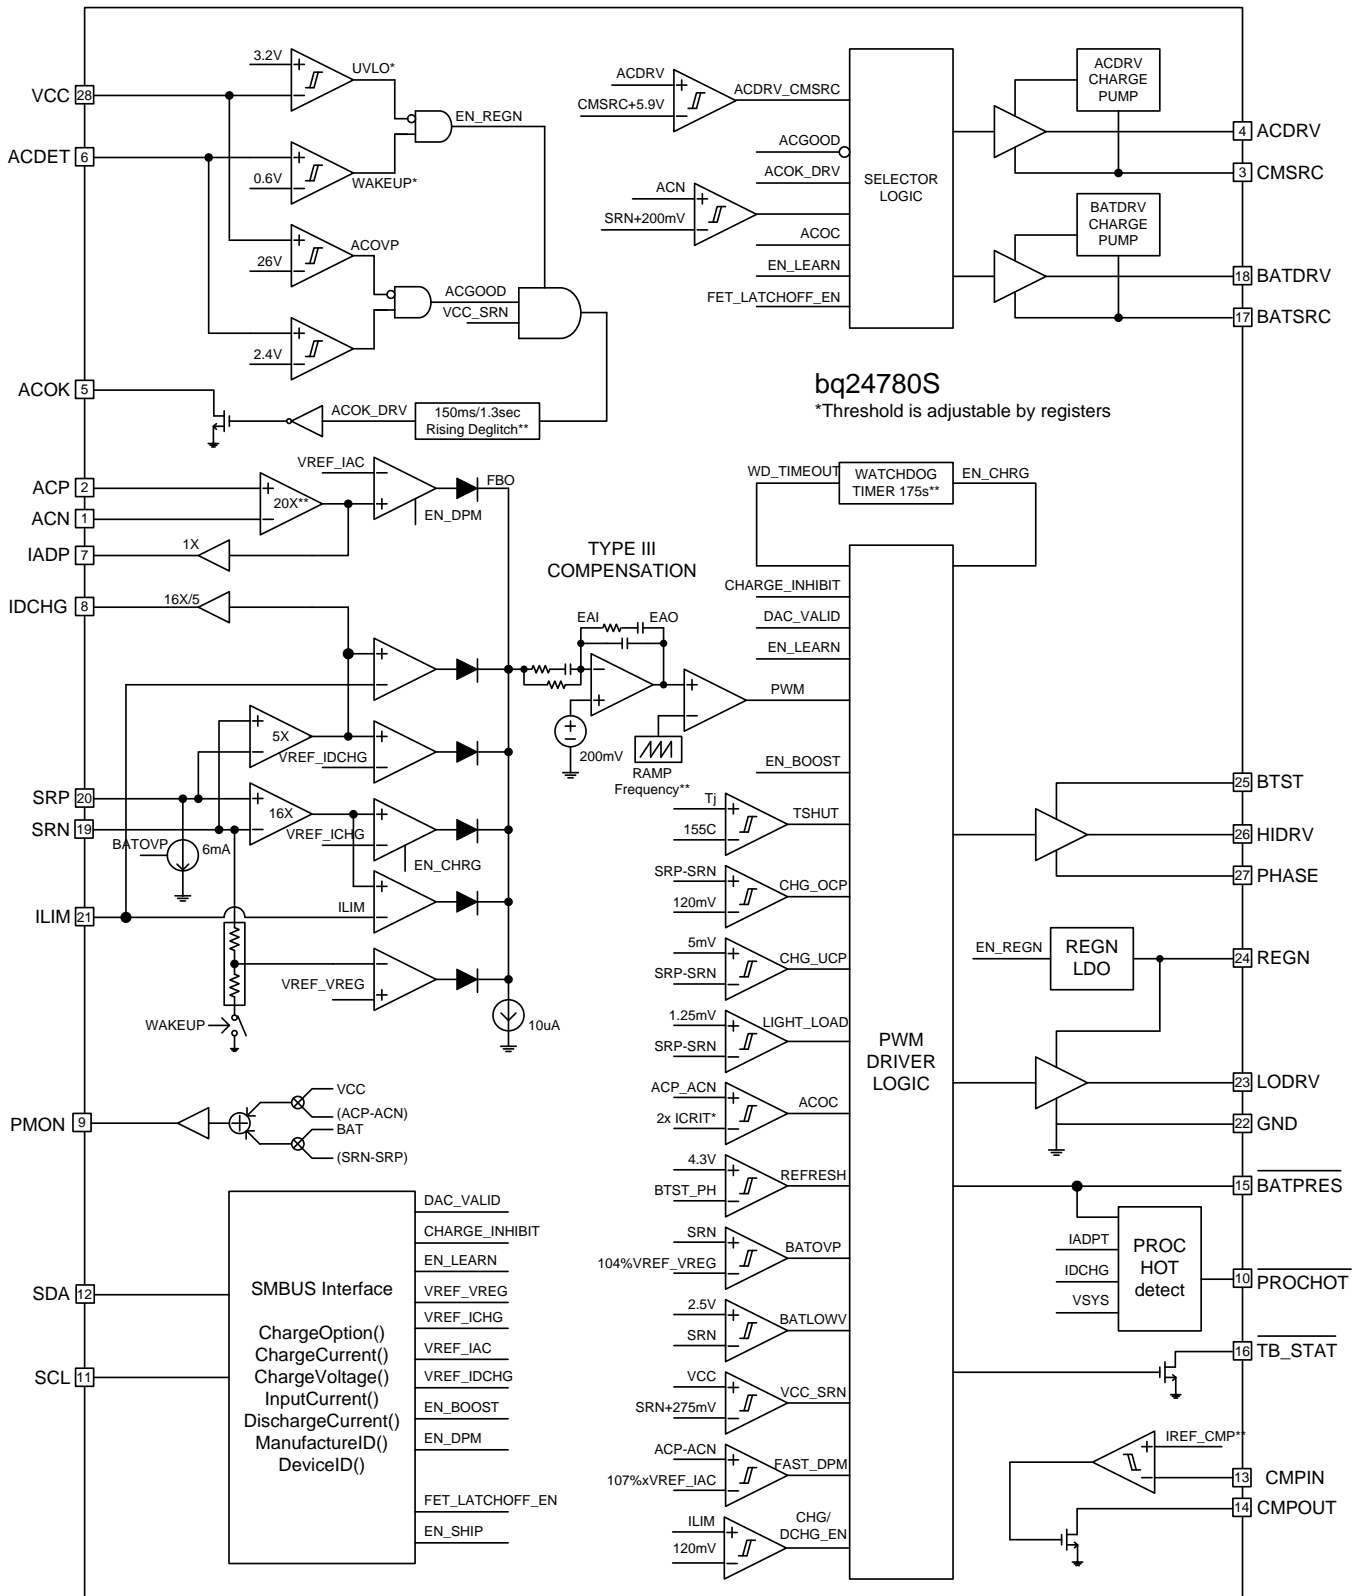 VCC
28
ACDET
6
3.2V
+
−
UVLO*
EN_REGN
0.6V
+
−
WAKEUP*
26V
+
−
ACOVP
ACGOOD
VCC_SRN
2.4V
+
−
ACOK
5
ACOK_DRV
150ms/1.3sec
Rising Deglitch**
ACDRV
CMSRC+5.9V
+
−
ACDRV_CMSRC
ACGOOD
ACOK_DRV
ACN
SRN+200mV
+
−
ACOC
EN_LEARN
FET_LATCHOFF_EN
SELECTOR
LOGIC
ACDRV
CHARGE
PUMP
4
ACDRV
3
CMSRC
BATDRV
CHARGE
PUMP
18
BATDRV
17
BATSRC
bq24780S
*Threshold is adjustable by registers
ACP
2
ACN
1
IADP
7
+
−
20X**
1X
VREF_IAC
−
+
EN_DPM
FBO
IDCHG
8
16X/5
+
−
+
−
5X
VREF_IDCHG
+
−
SRP
20
SRN
19
+
−
16X
BATOVP
6mA
VREF_ICHG
+
−
EN_CHRG
ILIM
21
ILIM
+
−
VREF_VREG
−
+
WAKEUP
10uA
TYPE III
COMPENSATION
EAI
EAO
−
+
+
−
200mV
+
−
RAMP
Frequency**
PWM
WD_TIMEOUT
WATCHDOG
TIMER 175s**
EN_CHRG
CHARGE_INHIBIT
DAC_VALID
EN_LEARN
EN_BOOST
Tj
155C
+
−
TSHUT
SRP-SRN
120mV
+
−
CHG_OCP
5mV
SRP-SRN
+
−
CHG_UCP
1.25mV
SRP-SRN
+
−
LIGHT_LOAD
ACP_ACN
2x ICRIT*
+
−
ACOC
4.3V
BTST_PH
+
−
REFRESH
SRN
104%VREF_VREG
+
−
BATOVP
2.5V
SRN
+
−
BATLOWV
VCC
SRN+275mV
+
−
VCC_SRN
ACP-ACN
107%xVREF_IAC
+
−
FAST_DPM
ILIM
120mV
+
−
CHG/
DCHG_EN
PWM
DRIVER
LOGIC
25
BTST
26
HIDRV
27
PHASE
EN_REGN
REGN
LDO
24
REGN
23
LODRV
22
GND
15
BATPRES
IADPT
IDCHG
VSYS
PROC
HOT
detect
10
PROCHOT
16
TB_STAT
IREF_CMP**
+
−
13
CMPIN
14
CMPOUT
PMON
9
VCC
(ACP-ACN)
BAT
(SRN-SRP)
SDA
12
SCL
11
SMBUS Interface
ChargeOption()
ChargeCurrent()
ChargeVoltage()
InputCurrent()
DischargeCurrent()
ManufactureID()
DeviceID()
DAC_VALID
CHARGE_INHIBIT
EN_LEARN
VREF_VREG
VREF_ICHG
VREF_IAC
VREF_IDCHG
EN_BOOST
EN_DPM
FET_LATCHOFF_EN
EN_SHIP